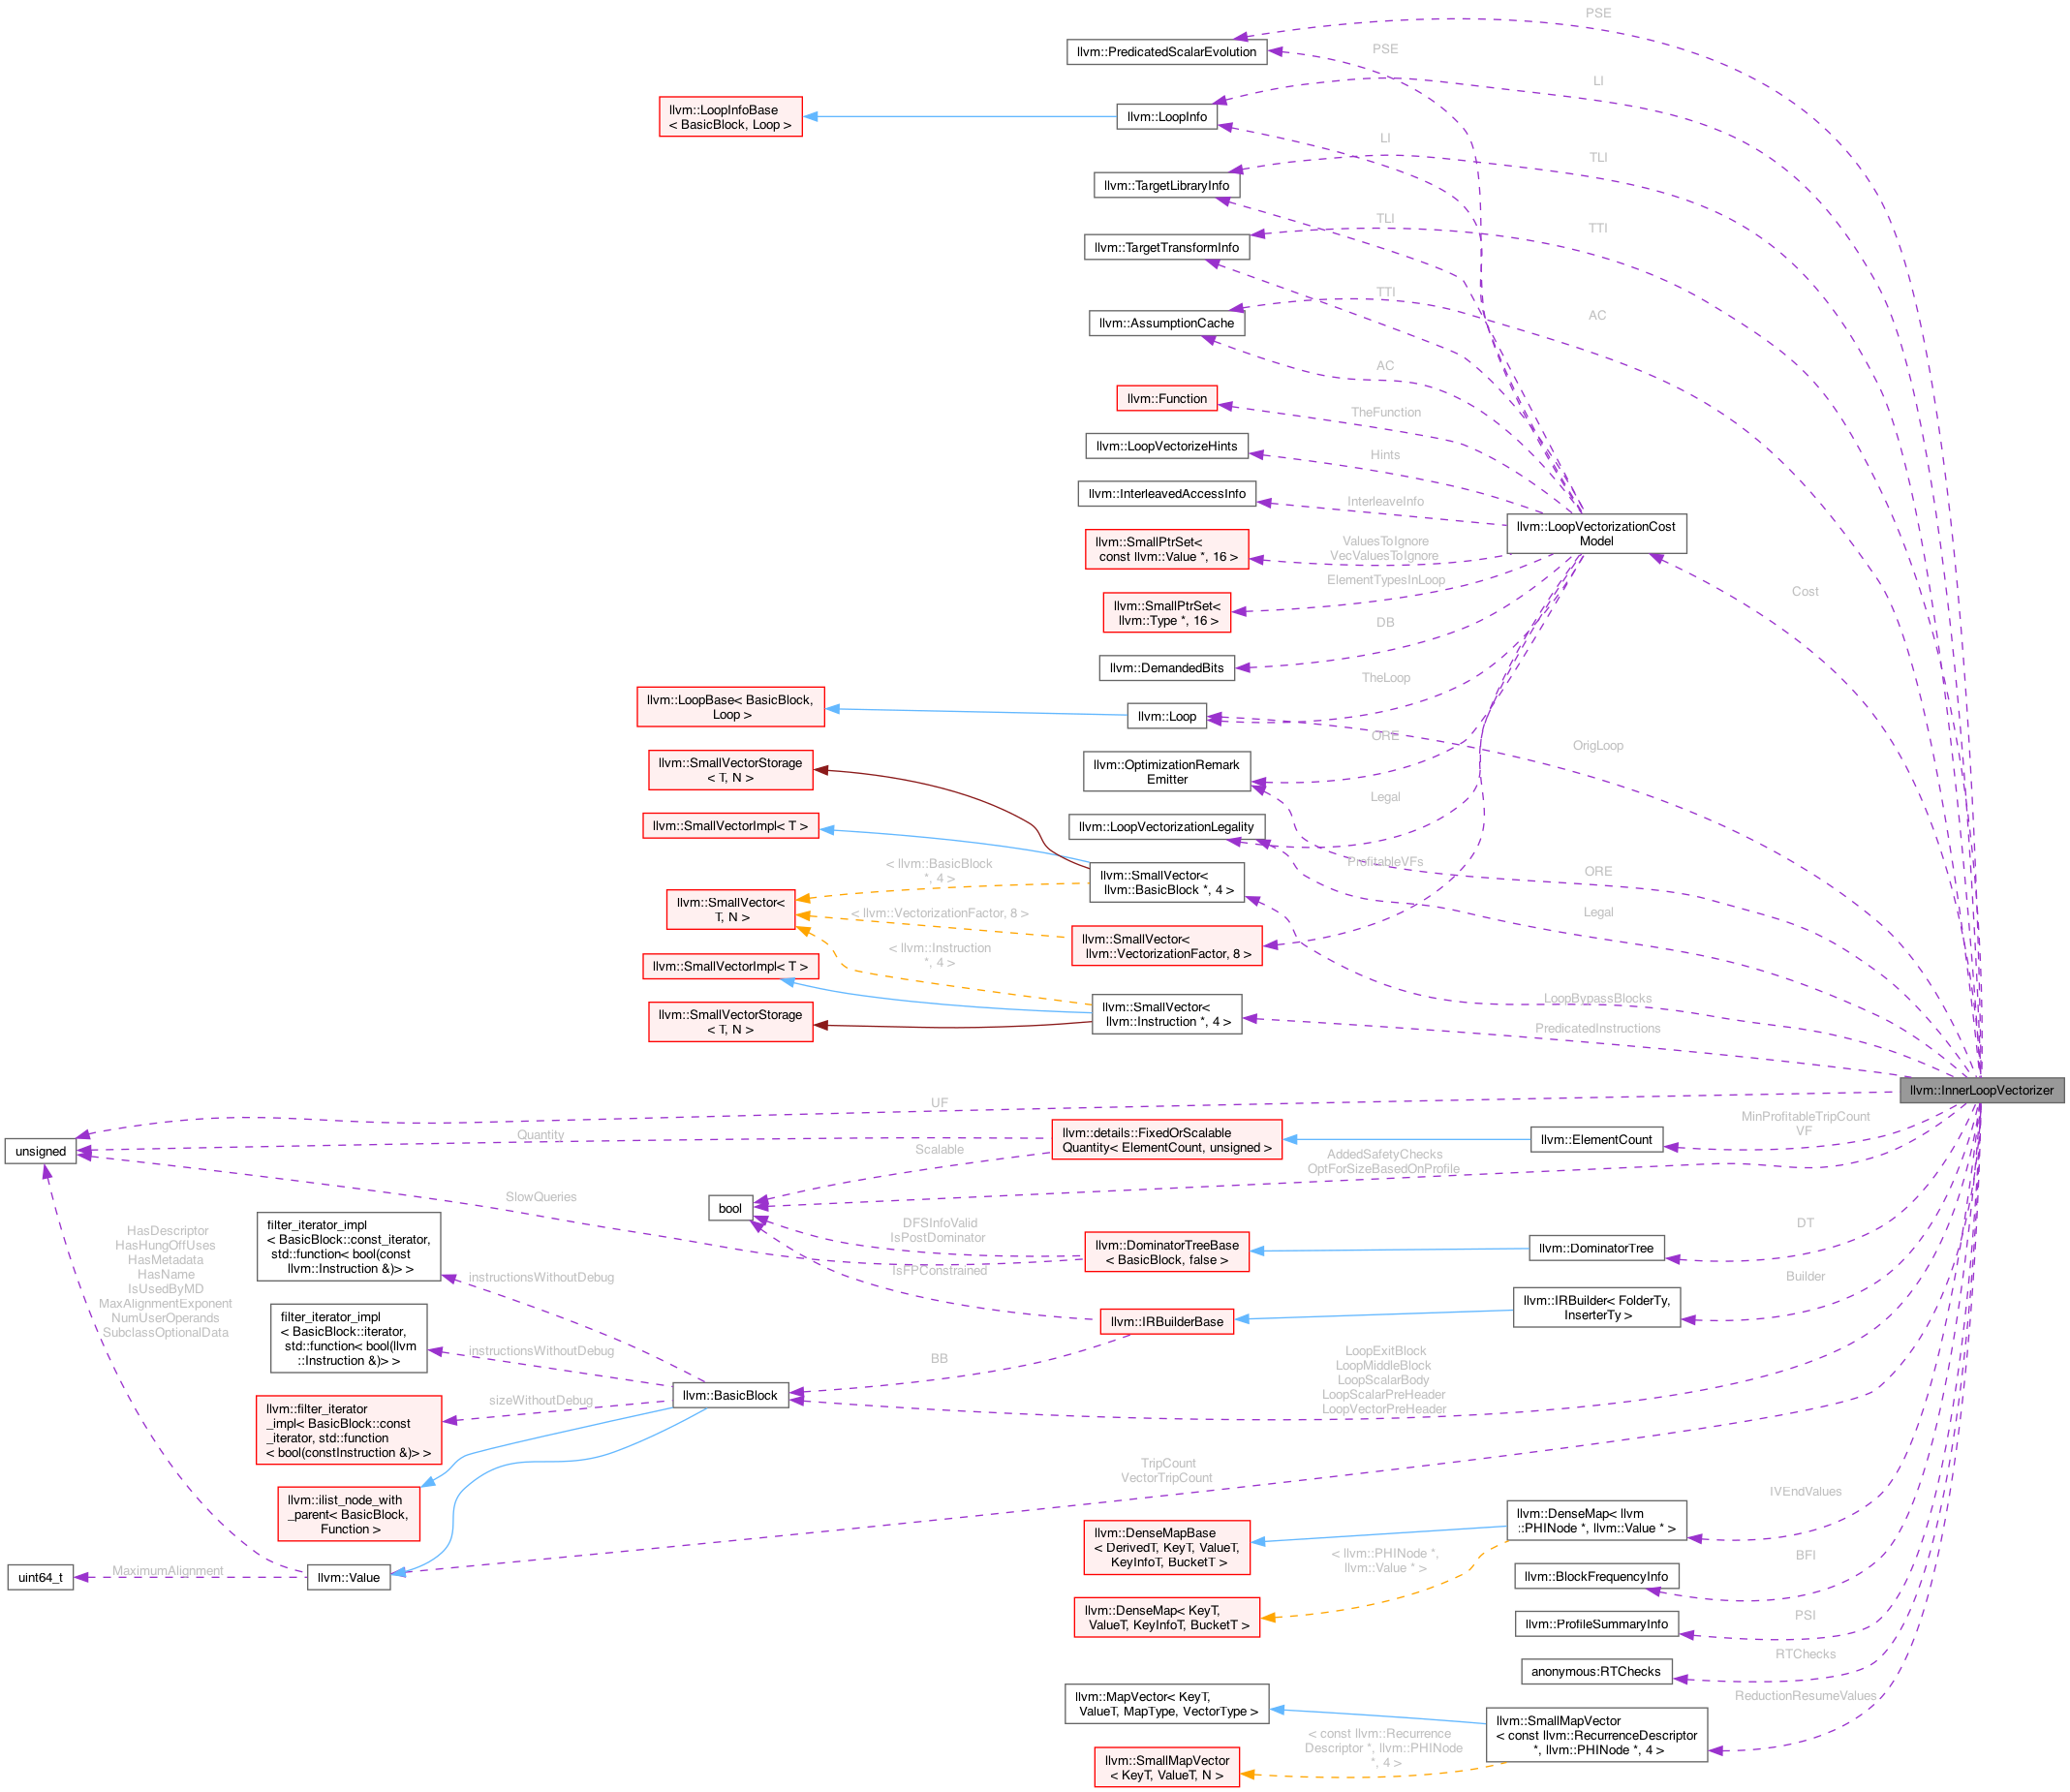 PSE
llvm::PredicatedScalarEvolution
PSE
LI
llvm::LoopInfoBase
< BasicBlock, Loop >
llvm::LoopInfo
LI
TLI
llvm::TargetLibraryInfo
TLI
TTI
llvm::TargetTransformInfo
TTI
AC
llvm::AssumptionCache
AC
llvm::Function
TheFunction
llvm::LoopVectorizeHints
Hints
llvm::InterleavedAccessInfo
InterleaveInfo
llvm::LoopVectorizationCost
Model
llvm::SmallPtrSet<
const llvm::Value *, 16 >
ValuesToIgnore
VecValuesToIgnore
ElementTypesInLoop
Cost
llvm::SmallPtrSet<
llvm::Type *, 16 >
DB
llvm::DemandedBits
TheLoop
llvm::LoopBase< BasicBlock,
Loop >
llvm::Loop
ORE
OrigLoop
llvm::SmallVectorStorage
< T, N >
llvm::OptimizationRemark
Emitter
Legal
llvm::SmallVectorImpl< T >
llvm::LoopVectorizationLegality
< llvm::BasicBlock
*, 4 >
ProfitableVFs
ORE
llvm::SmallVector<
llvm::BasicBlock *, 4 >
llvm::SmallVector<
T, N >
< llvm::VectorizationFactor, 8 >
Legal
llvm::SmallVector<
llvm::VectorizationFactor, 8 >
< llvm::Instruction
*, 4 >
llvm::SmallVectorImpl< T >
LoopBypassBlocks
llvm::SmallVectorStorage
< T, N >
llvm::SmallVector<
llvm::Instruction *, 4 >
PredicatedInstructions
llvm::InnerLoopVectorizer
UF
MinProfitableTripCount
VF
unsigned
Quantity
llvm::details::FixedOrScalable
Quantity< ElementCount, unsigned >
llvm::ElementCount
Scalable
AddedSafetyChecks
OptForSizeBasedOnProfile
SlowQueries
bool
DFSInfoValid
IsPostDominator
DT
HasDescriptor
HasHungOffUses
HasMetadata
HasName
IsUsedByMD
MaxAlignmentExponent
NumUserOperands
SubclassOptionalData
filter_iterator_impl
< BasicBlock::const_iterator,
std::function< bool(const
llvm::Instruction &)> >
llvm::DominatorTreeBase
< BasicBlock, false >
llvm::DominatorTree
instructionsWithoutDebug
IsFPConstrained
Builder
filter_iterator_impl
< BasicBlock::iterator,
std::function< bool(llvm
::Instruction &)> >
llvm::IRBuilderBase
llvm::IRBuilder< FolderTy,
InserterTy >
instructionsWithoutDebug
BB
LoopExitBlock
LoopMiddleBlock
LoopScalarBody
LoopScalarPreHeader
LoopVectorPreHeader
llvm::BasicBlock
sizeWithoutDebug
llvm::filter_iterator
_impl< BasicBlock::const
_iterator, std::function
< bool(constInstruction &)> >
TripCount
VectorTripCount
llvm::ilist_node_with
_parent< BasicBlock,
Function >
IVEndValues
llvm::DenseMap< llvm
::PHINode *, llvm::Value * >
llvm::DenseMapBase
< DerivedT, KeyT, ValueT,
KeyInfoT, BucketT >
uint64_t
MaximumAlignment
llvm::Value
< llvm::PHINode *,
llvm::Value * >
BFI
llvm::BlockFrequencyInfo
llvm::DenseMap< KeyT,
ValueT, KeyInfoT, BucketT >
PSI
llvm::ProfileSummaryInfo
RTChecks
anonymous:RTChecks
ReductionResumeValues
llvm::MapVector< KeyT,
ValueT, MapType, VectorType >
llvm::SmallMapVector
< const llvm::RecurrenceDescriptor
*, llvm::PHINode *, 4 >
< const llvm::Recurrence
Descriptor *, llvm::PHINode
*, 4 >
llvm::SmallMapVector
< KeyT, ValueT, N >